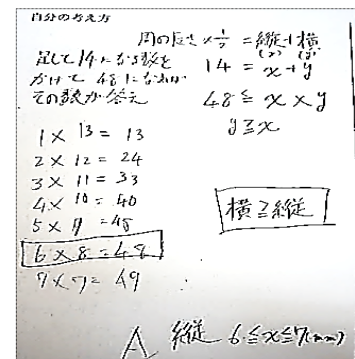 自分の考え方
周の長さ × 1/2 = 縦 + 横
(x) (y)
足して14になる数を
かけて 48になれば
その数が答え
14 = x + y
48 ≦ x × y
y ≧ x
1 × 13 = 13
2 × 12 = 24
3 × 11 = 33
4 × 10 = 40
5 × 9 = 45
6 × 8 = 48
7 × 7 = 49
横 ≧ 縦
A 縦 6 ≦ x ≦ 7